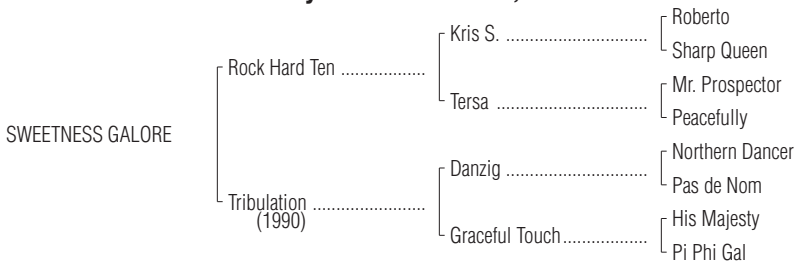 Roberto
Kris S. ..............................
Sharp Queen
Rock Hard Ten ..................
Mr. Prospector
Tersa ................................
Peacefully
SWEETNESS GALORE
Northern Dancer
Danzig ..............................
Pas de Nom
Tribulation ........................
(1990)
His Majesty
Graceful Touch..................
Pi Phi Gal